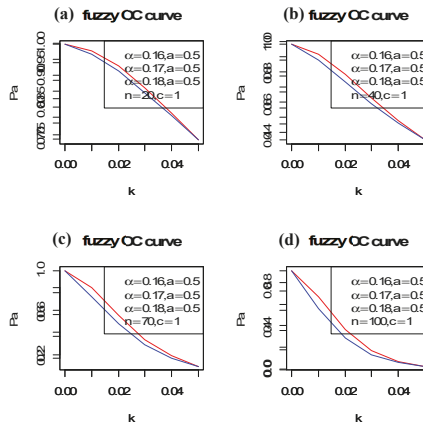 (a) fuzzy OC curve
α=0.16,a=0.5
α=0.17,a=0.5
α=0.18,a=0.5
n=20,c=1
Pa
0.00 0.02 0.04
k
(b) fuzzy OC curve
α=0.16,a=0.5
α=0.17,a=0.5
α=0.18,a=0.5
n=40,c=1
Pa
0.00 0.02 0.04
k
(c) fuzzy OC curve
α=0.16,a=0.5
α=0.17,a=0.5
α=0.18,a=0.5
n=70,c=1
Pa
1.0
0.00 0.02 0.04
k
(d) fuzzy OC curve
α=0.16,a=0.5
α=0.17,a=0.5
α=0.18,a=0.5
n=100,c=1
Pa
0.00 0.02 0.04
k